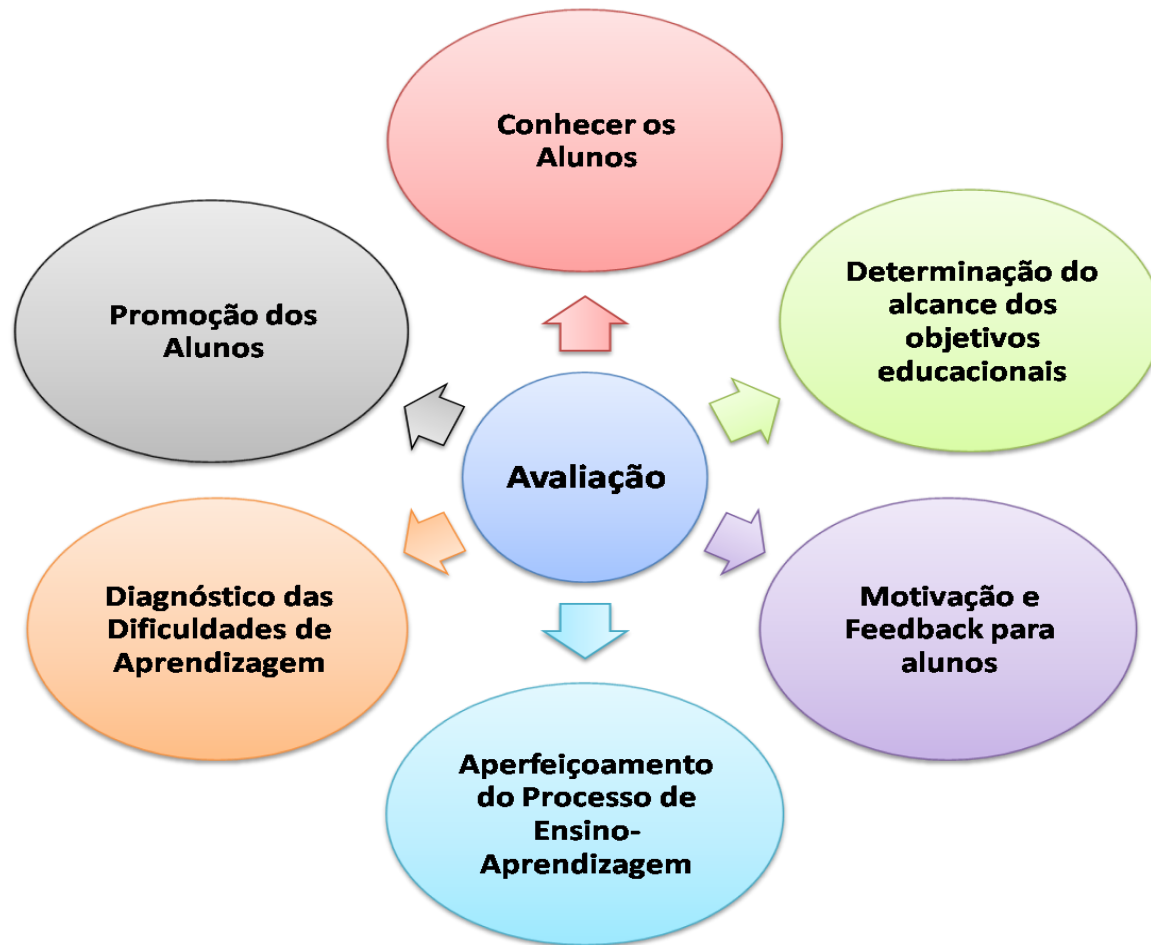 Conhecer os
Alunos
Determinação do
alcance dos
objetivos
educacionais
Motivação e
Feedback para
alunos
Aperfeiçoamento
do Processo de
Ensino-
Aprendizagem
Diagnóstico das
Dificuldades de
Aprendizagem
Promoção dos
Alunos
Avaliação